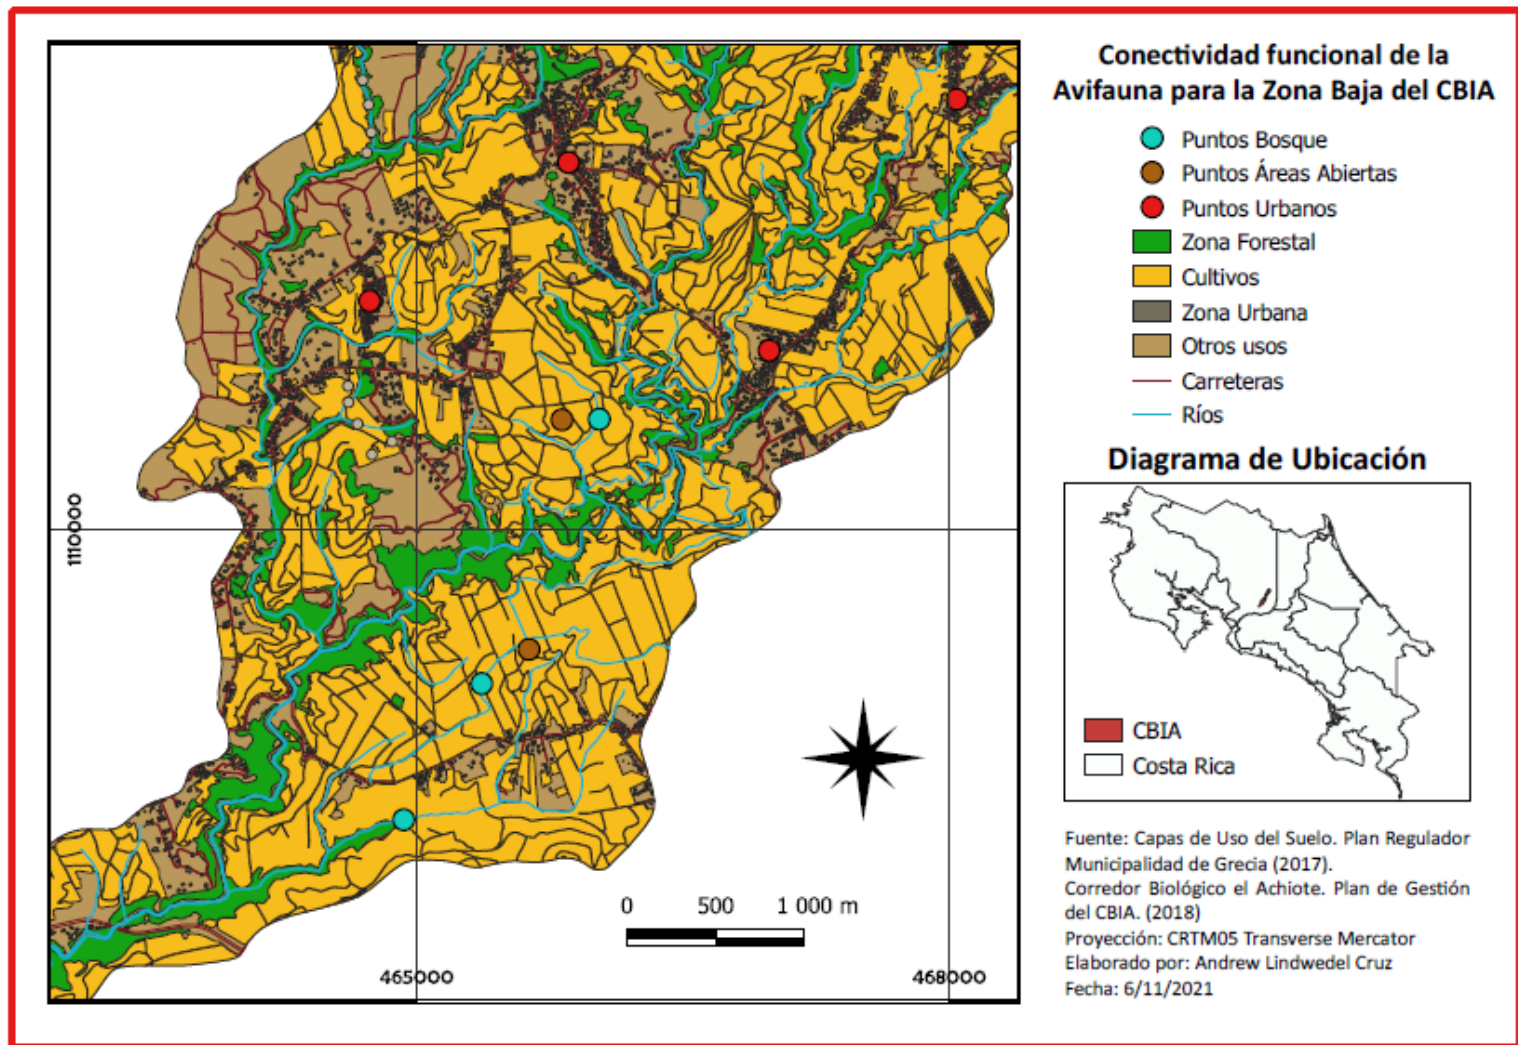 Conectividad funcional de la
Avifauna para la Zona Baja del CBIA
Puntos Bosque
Puntos Áreas Abiertas
Puntos Urbanos
Zona Forestal
Cultivos
Zona Urbana
Otros usos
Carreteras
Ríos
Diagrama de Ubicación
CBIA
Costa Rica
Fuente: Capas de Uso del Suelo. Plan Regulador
Municipalidad de Grecia (2017).
Corredor Biológico el Achiote. Plan de Gestión
del CBIA. (2018)
Proyección: CRTM05 Transverse Mercator
Elaborado por: Andrew Lindwedel Cruz
Fecha: 6/11/2021
1110000
0 500 1 000 m
465000 468000